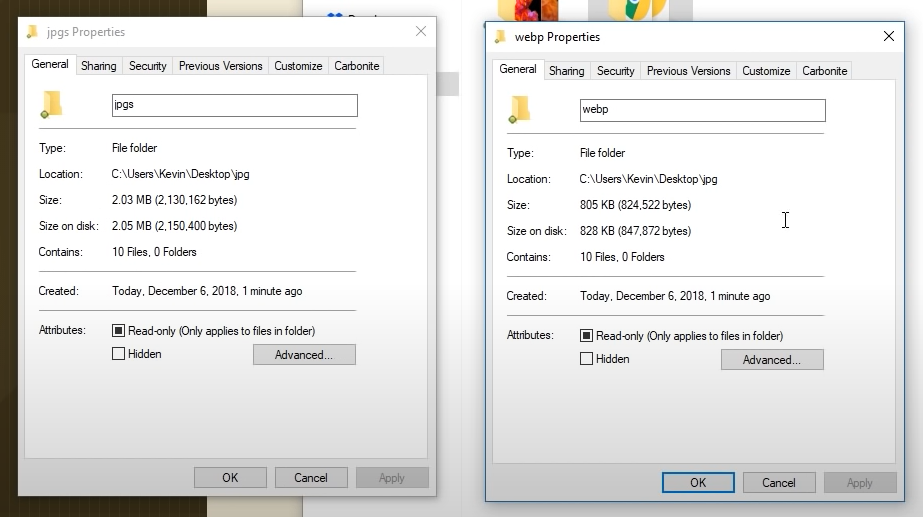 jpgs Properties
General Sharing Security Previous Versions Customize Carbonite
jpgs
Type: File folder
Location: C:\Users\Kevin\Desktop\jpg
Size: 2.03 MB (2,130,162 bytes)
Size on disk: 2.05 MB (2,150,400 bytes)
Contains: 10 Files, 0 Folders
Created: Today, December 6, 2018, 1 minute ago
Attributes: Read-only (Only applies to files in folder)
Hidden Advanced...
OK Cancel Apply
webp Properties
General Sharing Security Previous Versions Customize Carbonite
webp
Type: File folder
Location: C:\Users\Kevin\Desktop\jpg
Size: 805 KB (824,522 bytes)
Size on disk: 828 KB (847,872 bytes)
Contains: 10 Files, 0 Folders
Created: Today, December 6, 2018, 1 minute ago
Attributes: Read-only (Only applies to files in folder)
Hidden Advanced...
OK Cancel Apply